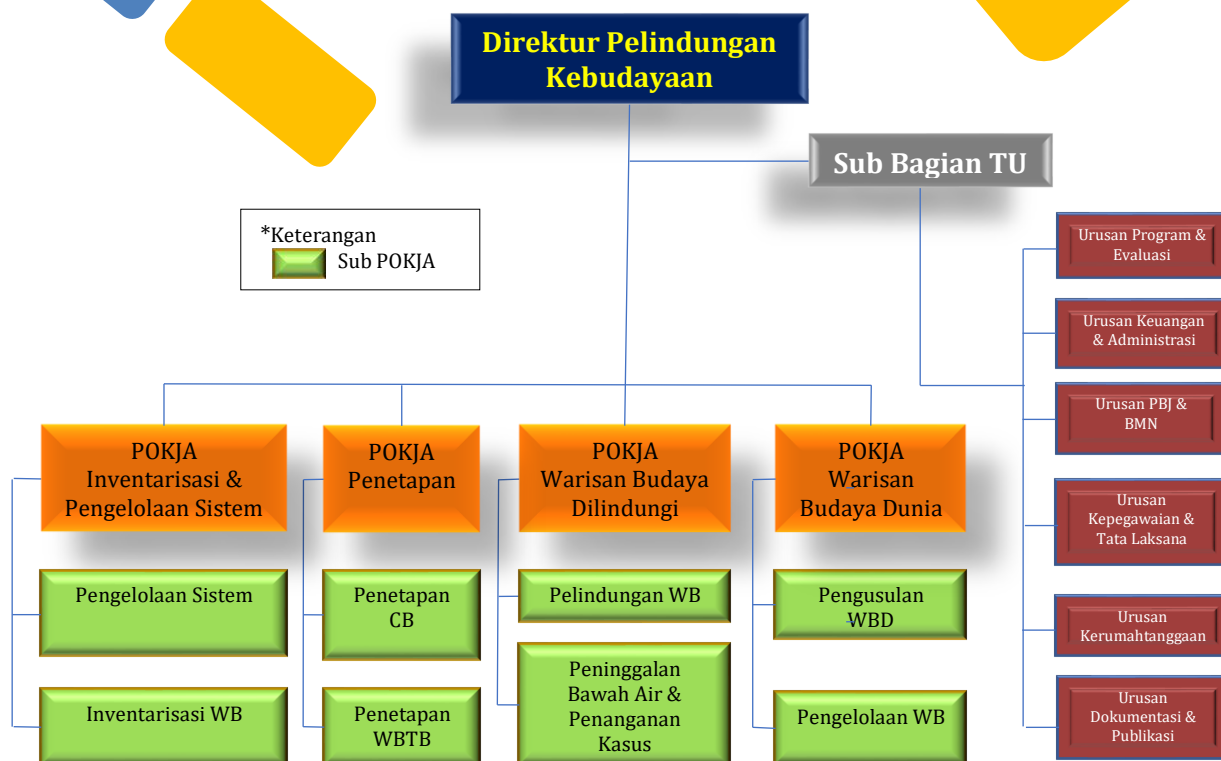 Direktur Pelindungan
Kebudayaan
Sub Bagian TU
*Keterangan
Sub POKJA
Urusan Program &
Evaluasi
Urusan Keuangan
& Administrasi
Urusan PBJ &
BMN
Urusan
Kepegawaian &
Tata Laksana
Urusan
Kerumahtanggaan
Urusan
Dokumentasi &
Publikasi
POKJA
Inventarisasi &
Pengelolaan Sistem
POKJA
Penetapan
POKJA
Warisan Budaya
Dilindungi
POKJA
Warisan
Budaya Dunia
Pengelolaan Sistem
Inventarisasi WB
Penetapan
CB
Penetapan
WBTB
Pelindungan WB
Peninggalan
Bawah Air &
Penanganan
Kasus
Pengusulan
WBD
Pengelolaan WB